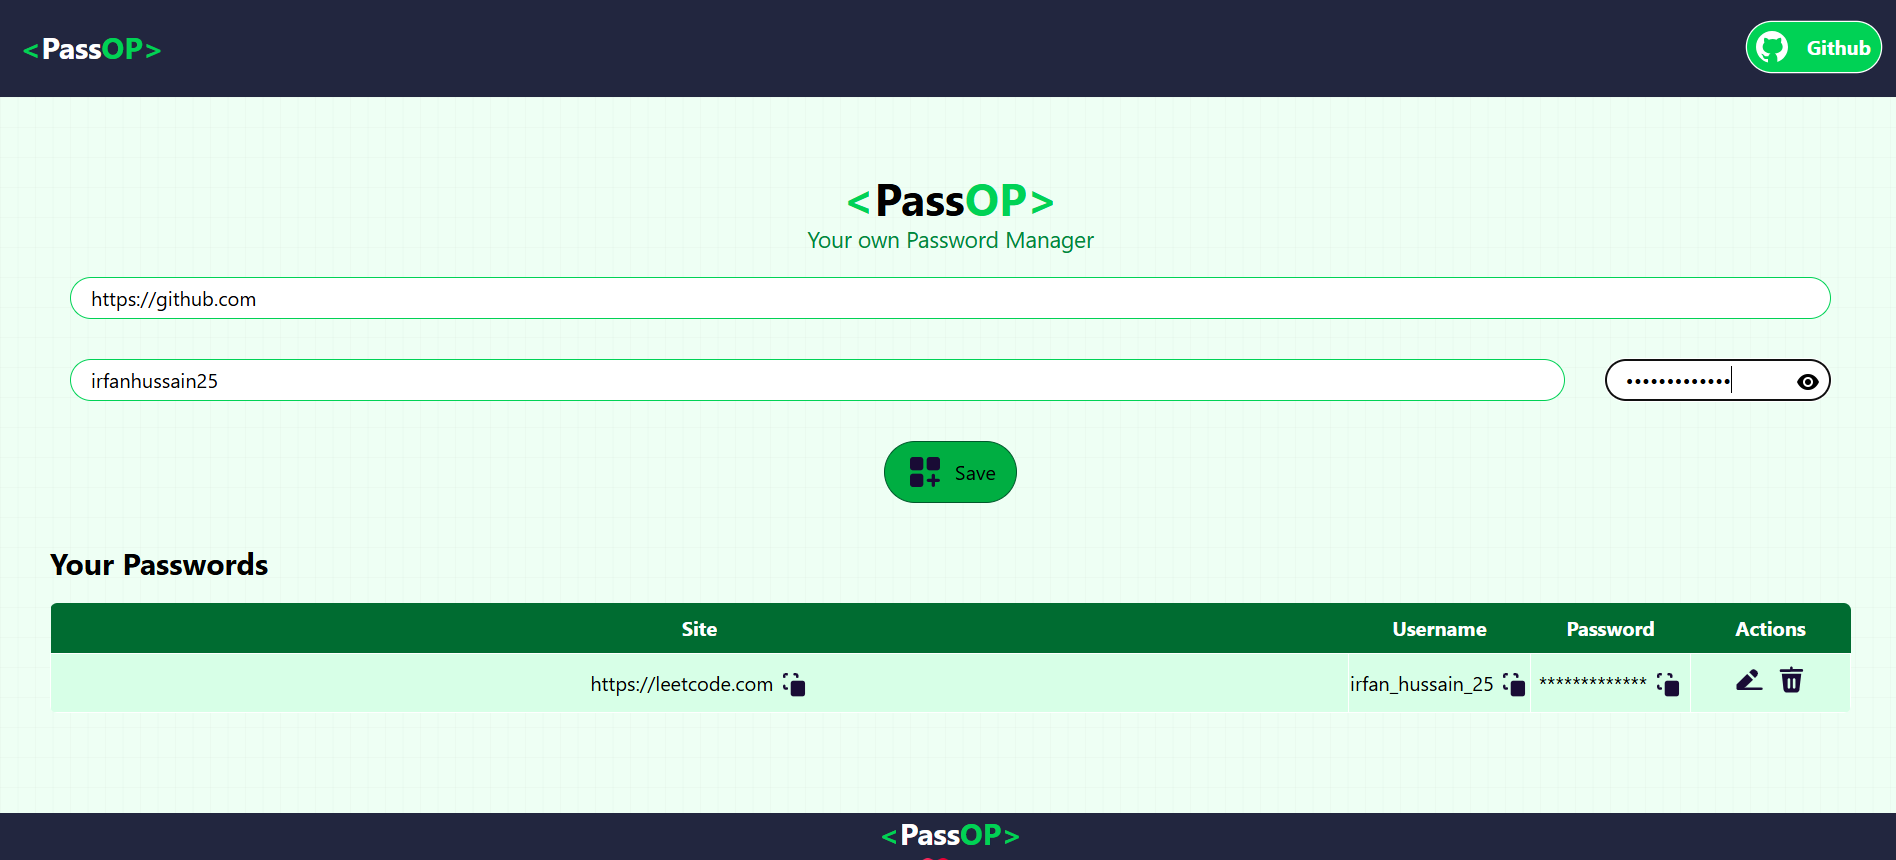 <PassOP>
Github
<PassOP>
Your own Password Manager
https://github.com
irfanhussain25
•••••••••••••
Save
Your Passwords
Site Username Password Actions
https://leetcode.com irfan_hussain_25 *************
<PassOP>